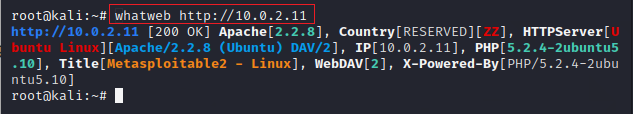 root@kali:~# whatweb http://10.0.2.11
http://10.0.2.11 [200 OK] Apache[2.2.8], Country[RESERVED][ZZ], HTTPServer[U
buntu Linux][Apache/2.2.8 (Ubuntu) DAV/2], IP[10.0.2.11], PHP[5.2.4-2ubuntu5
.10], Title[Metasploitable2 - Linux], WebDAV[2], X-Powered-By[PHP/5.2.4-2ubu
ntu5.10]
root@kali:~#